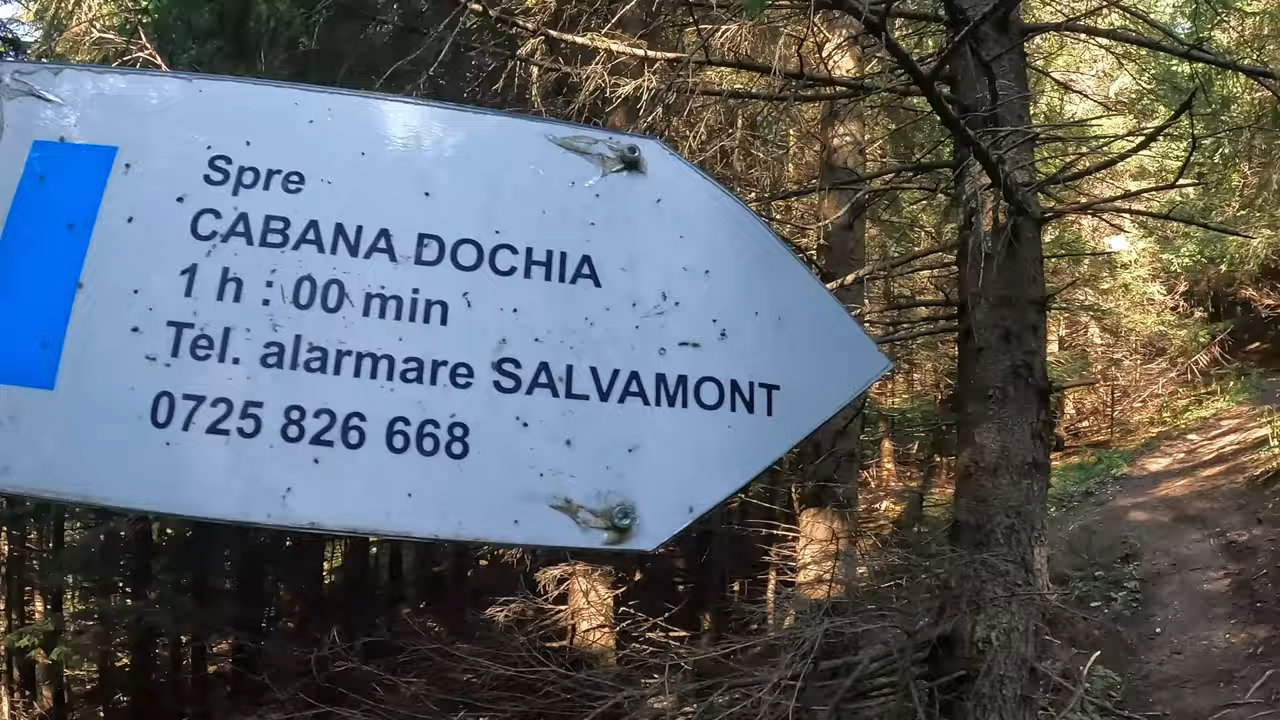 Spre
CABANA DOCHIA
1 h : 00 min
Tel. alarmare SALVAMONT
0725 826 668